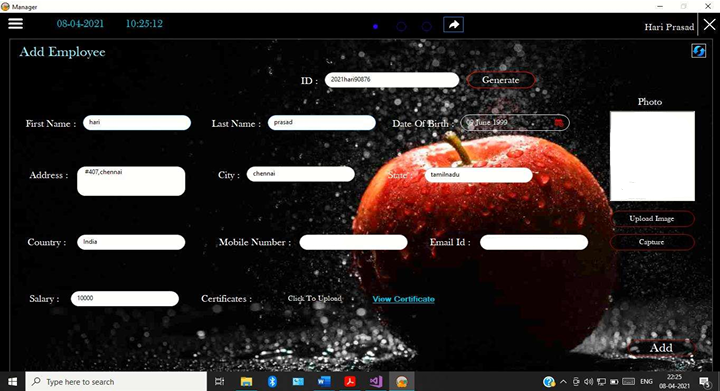 Manager
08-04-2021 10:25:12 Hari Prasad
Add Employee
ID : 2021hari90876 Generate
Photo
First Name : hari Last Name : prasad Date Of Birth : 09 June 1999
Address : #407,chennai City : chennai State tamilnadu
Upload Image
Country : India Mobile Number : Email Id : Capture
Salary : 10000 Certificates : Click To Upload View Certificate
Add
Type here to search ENG 22:25
08-04-2021